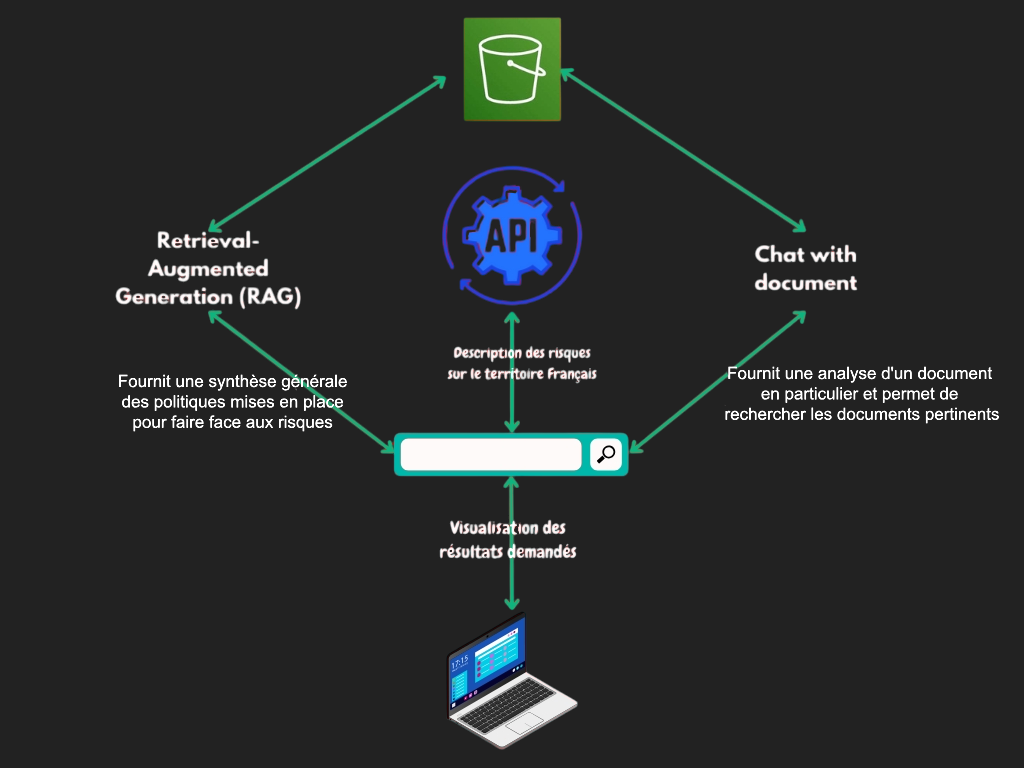 API
Retrieval-
Augmented
Generation (RAG)
Chat with
document
Description des risques
sur le territoire Français
Fournit une synthèse générale
des politiques mises en place
pour faire face aux risques
Fournit une analyse d'un document
en particulier et permet de
rechercher les documents pertinents
Visualisation des
résultats demandés
17:15